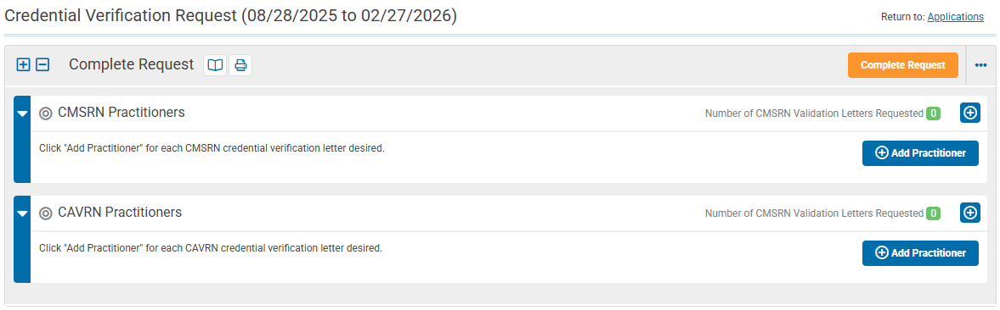 Credential Verification Request (08/28/2025 to 02/27/2026)
Return to: Applications
Complete Request
Complete Request
CMSRN Practitioners
Number of CMSRN Validation Letters Requested 0
Click "Add Practitioner" for each CMSRN credential verification letter desired.
Add Practitioner
CAVRN Practitioners
Number of CMSRN Validation Letters Requested 0
Click "Add Practitioner" for each CAVRN credential verification letter desired.
Add Practitioner